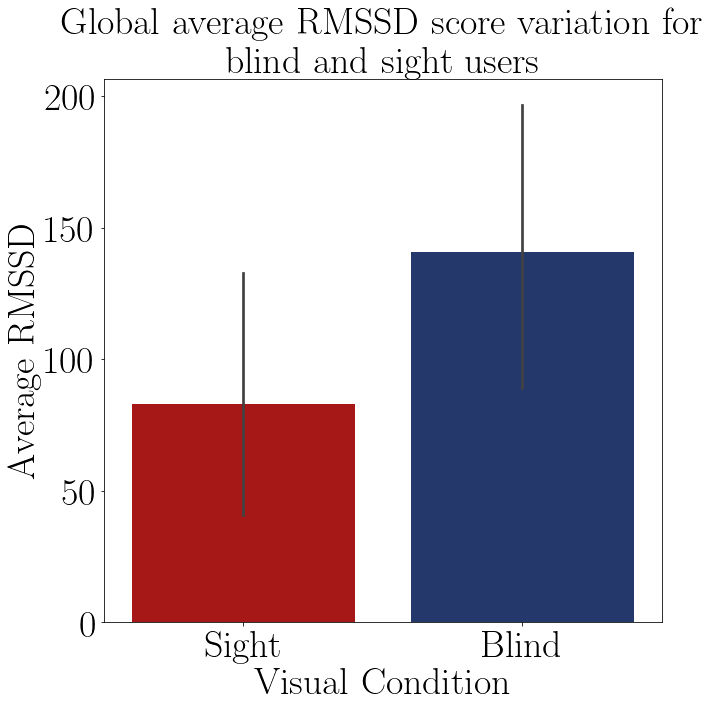 Global average RMSSD score variation for
blind and sight users
Average RMSSD
200
150
100
50
0
Sight
Blind
Visual Condition